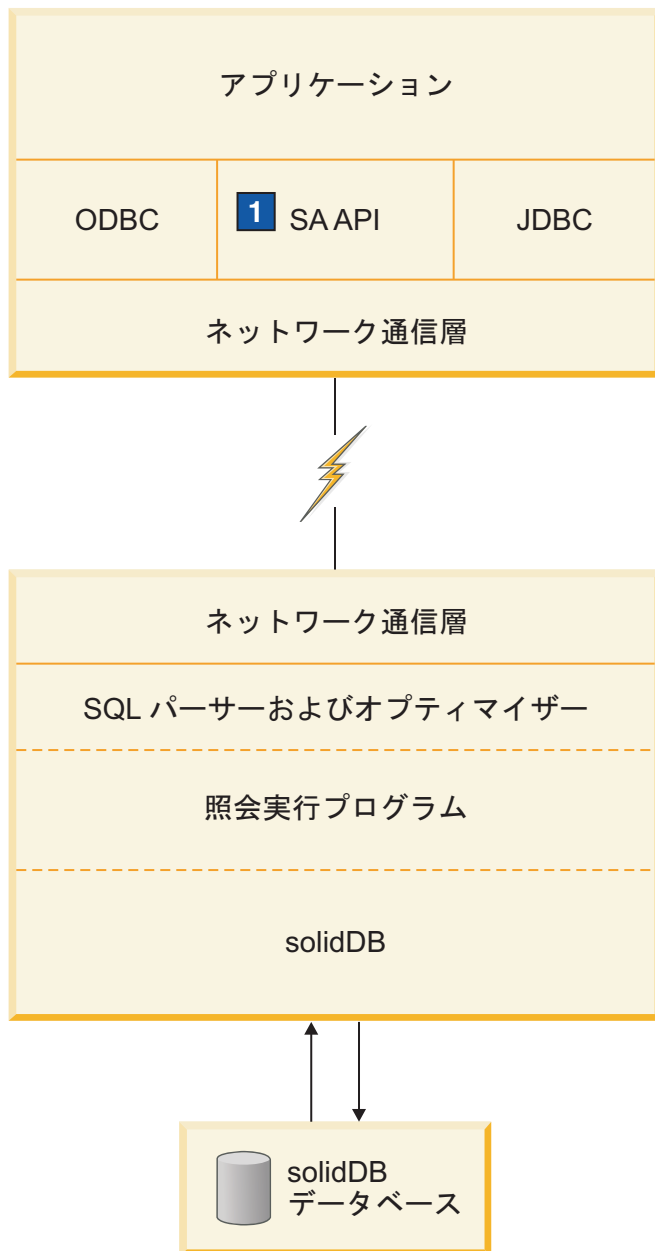 アプリケーション
ODBC
1 SA API
JDBC
ネットワーク通信層
ネットワーク通信層
SQL パーサーおよびオプティマイザー
照会実行プログラム
solidDB
solidDB
データベース